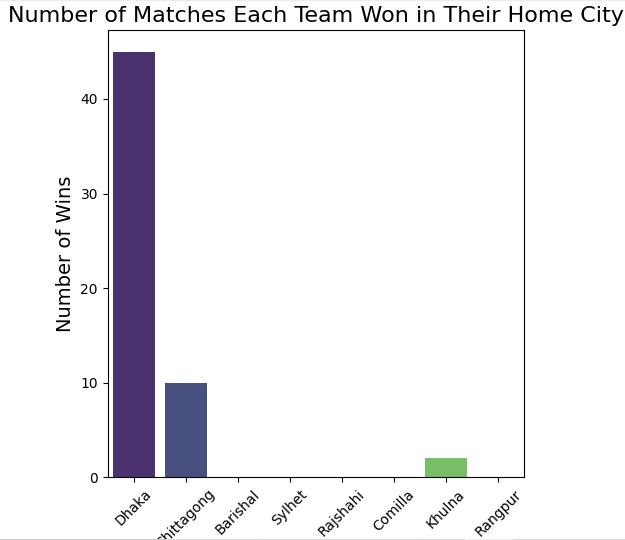 Number of Matches Each Team Won in Their Home City
Number of Wins
40
30
20
10
0
Dhaka
hittagong
Barishal
Sylhet
Rajshahi
Comilla
Khulna
Rangpur